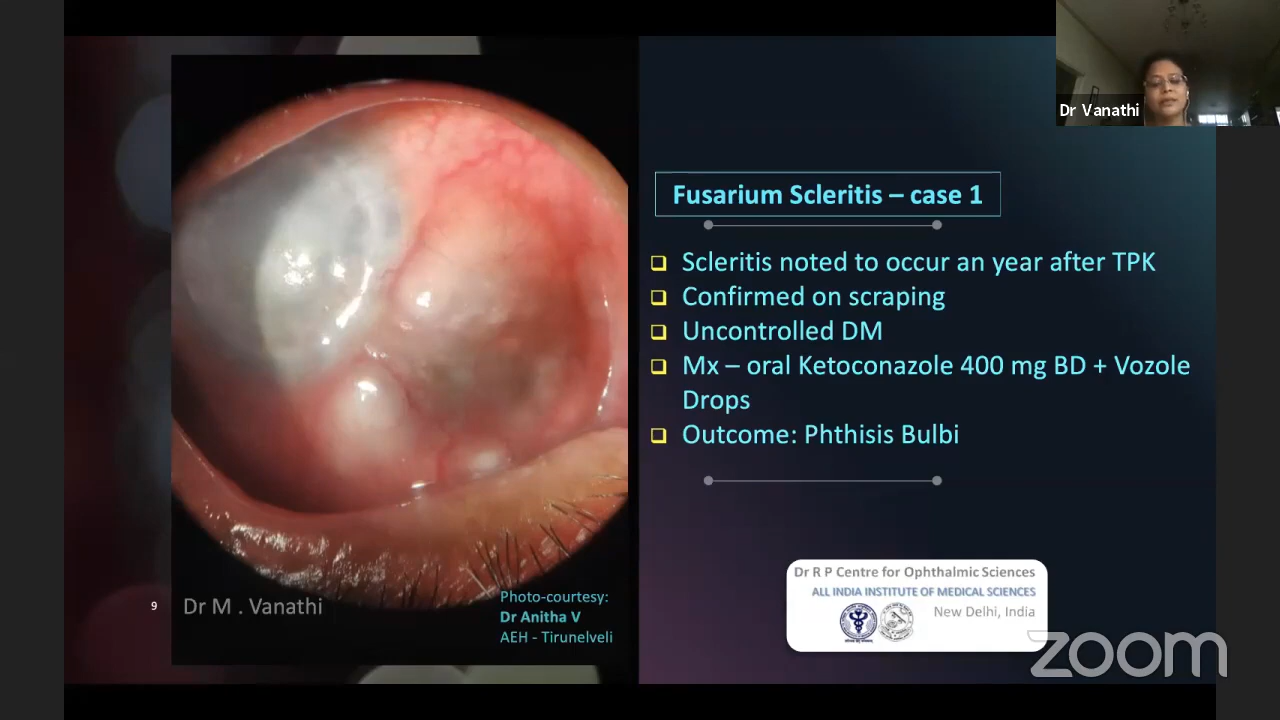 Dr Vanathi
Fusarium Scleritis – case 1
Scleritis noted to occur an year after TPK
Confirmed on scraping
Uncontrolled DM
Mx – oral Ketoconazole 400 mg BD + Vozole
Drops
Outcome: Phthisis Bulbi
9
Dr M . Vanathi
Photo-courtesy:
Dr Anitha V
AEH - Tirunelveli
Dr R P Centre for Ophthalmic Sciences
ALL INDIA INSTITUTE OF MEDICAL SCIENCES
New Delhi, India
zoom